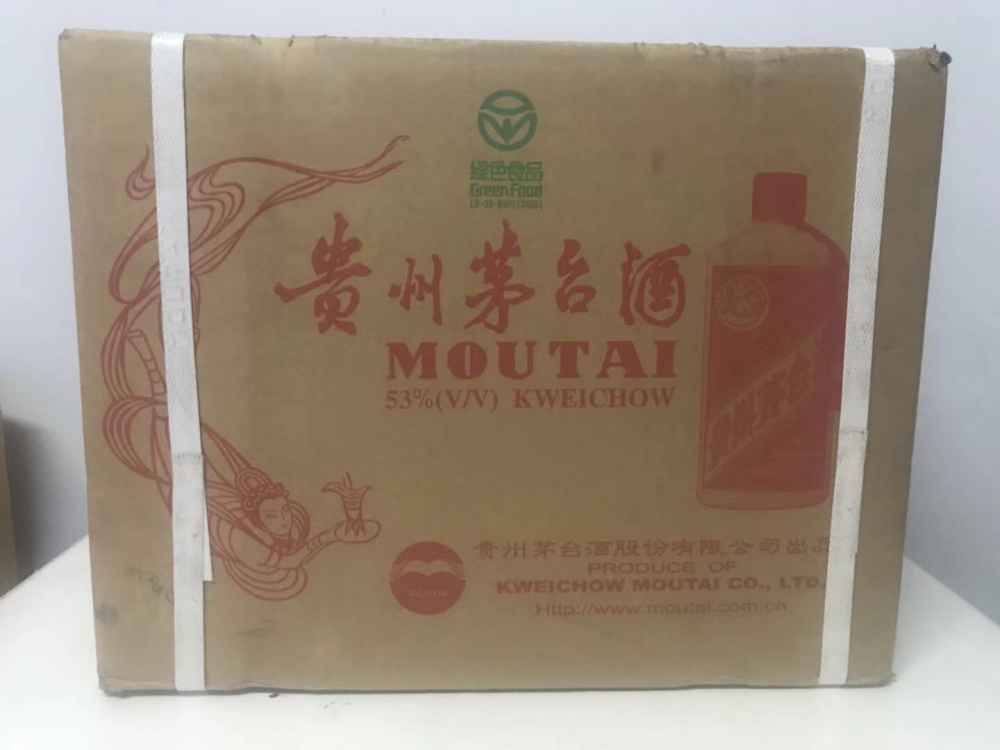 綠色食品
Green Food
贵州茅台酒
MOUTAI
53%(V/V) KWEICHOW
贵州茅台酒股份有限公司出品
PRODUCE OF
KWEICHOW MOUTAI CO., LTD.
Http://www.moutai.com.cn